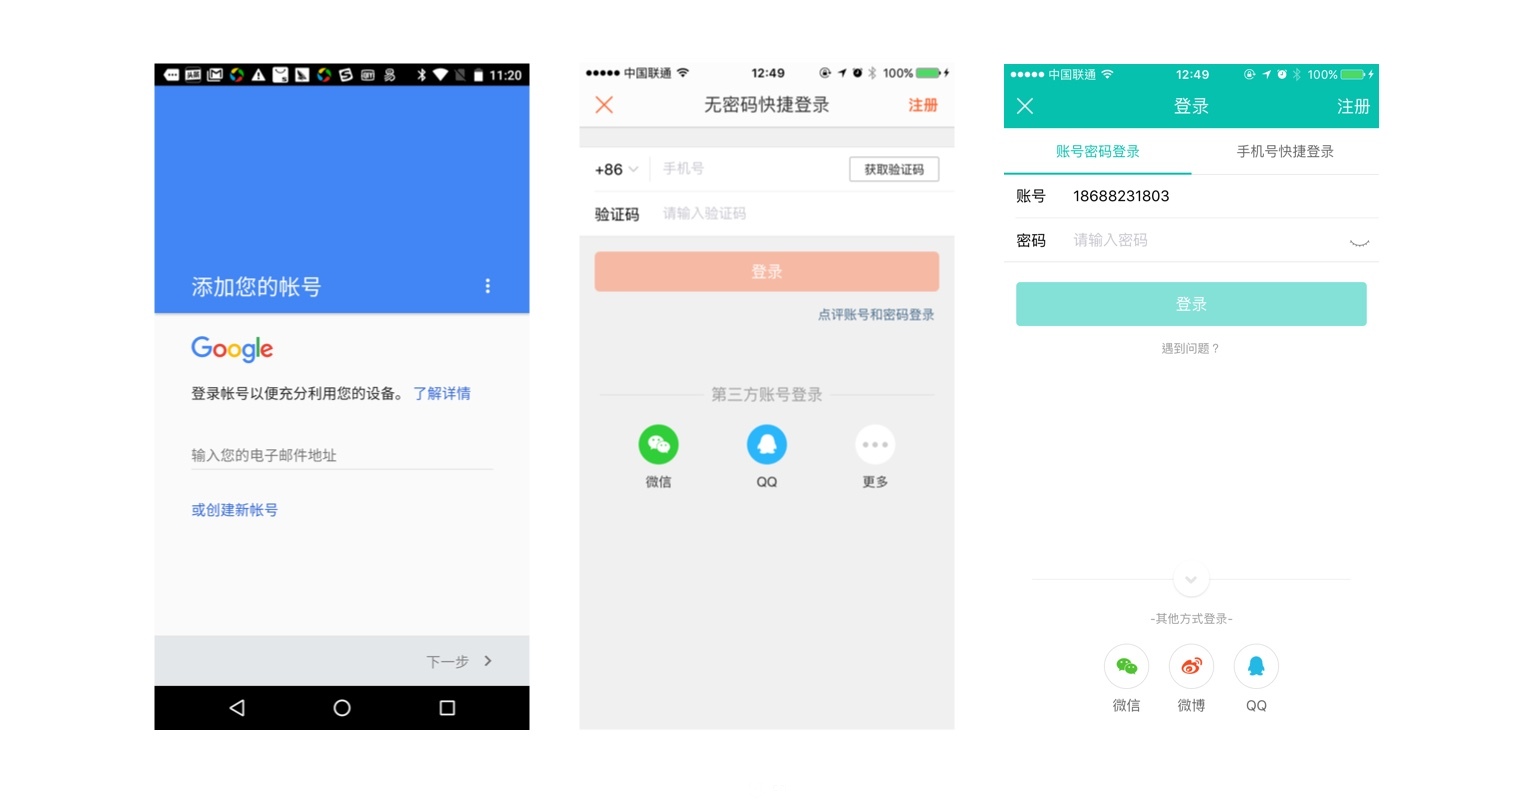 11:20
添加您的帐号
Google
登录帐号以便充分利用您的设备。 了解详情
输入您的电子邮件地址
或创建新帐号
下一步
中国联通 12:49 100%
无密码快捷登录 注册
+86 手机号 获取验证码
验证码 请输入验证码
登录
点评账号和密码登录
第三方账号登录
微信 QQ 更多
中国联通 12:49 100%
登录 注册
账号密码登录 手机号快捷登录
账号 18688231803
密码 请输入密码
登录
遇到问题？
-其他方式登录-
微信 微博 QQ